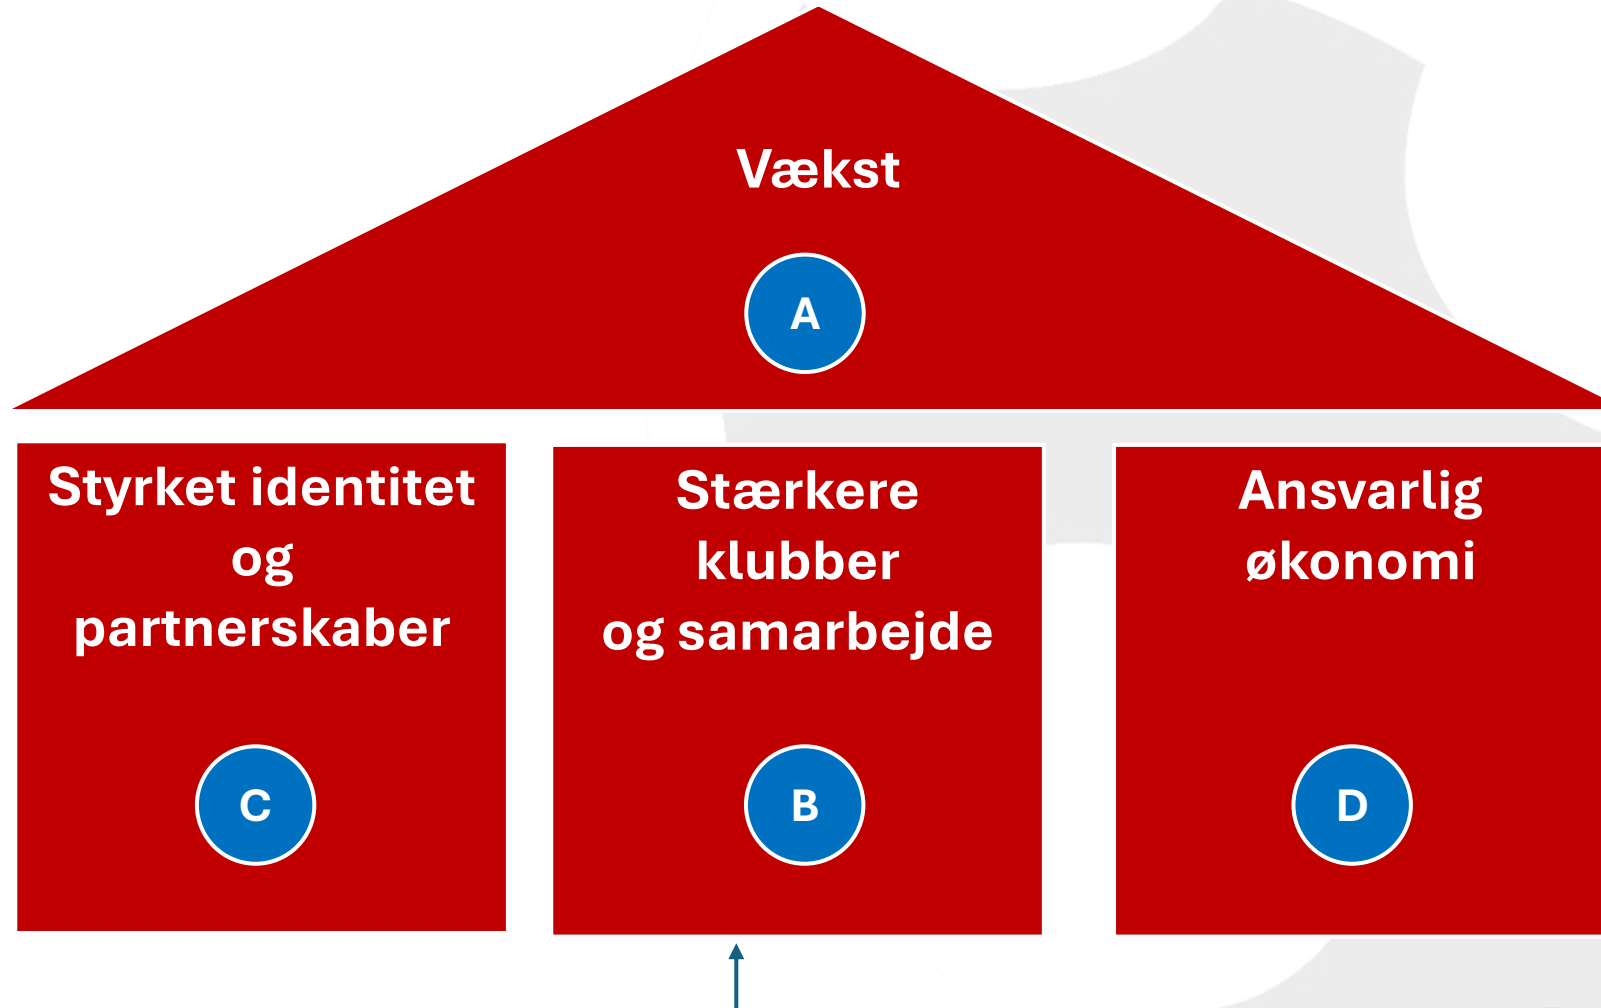 Vækst
A
Styrket identitet
og
partnerskaber
C
Stærkere
klubber
og samarbejde
B
Ansvarlig
økonomi
D